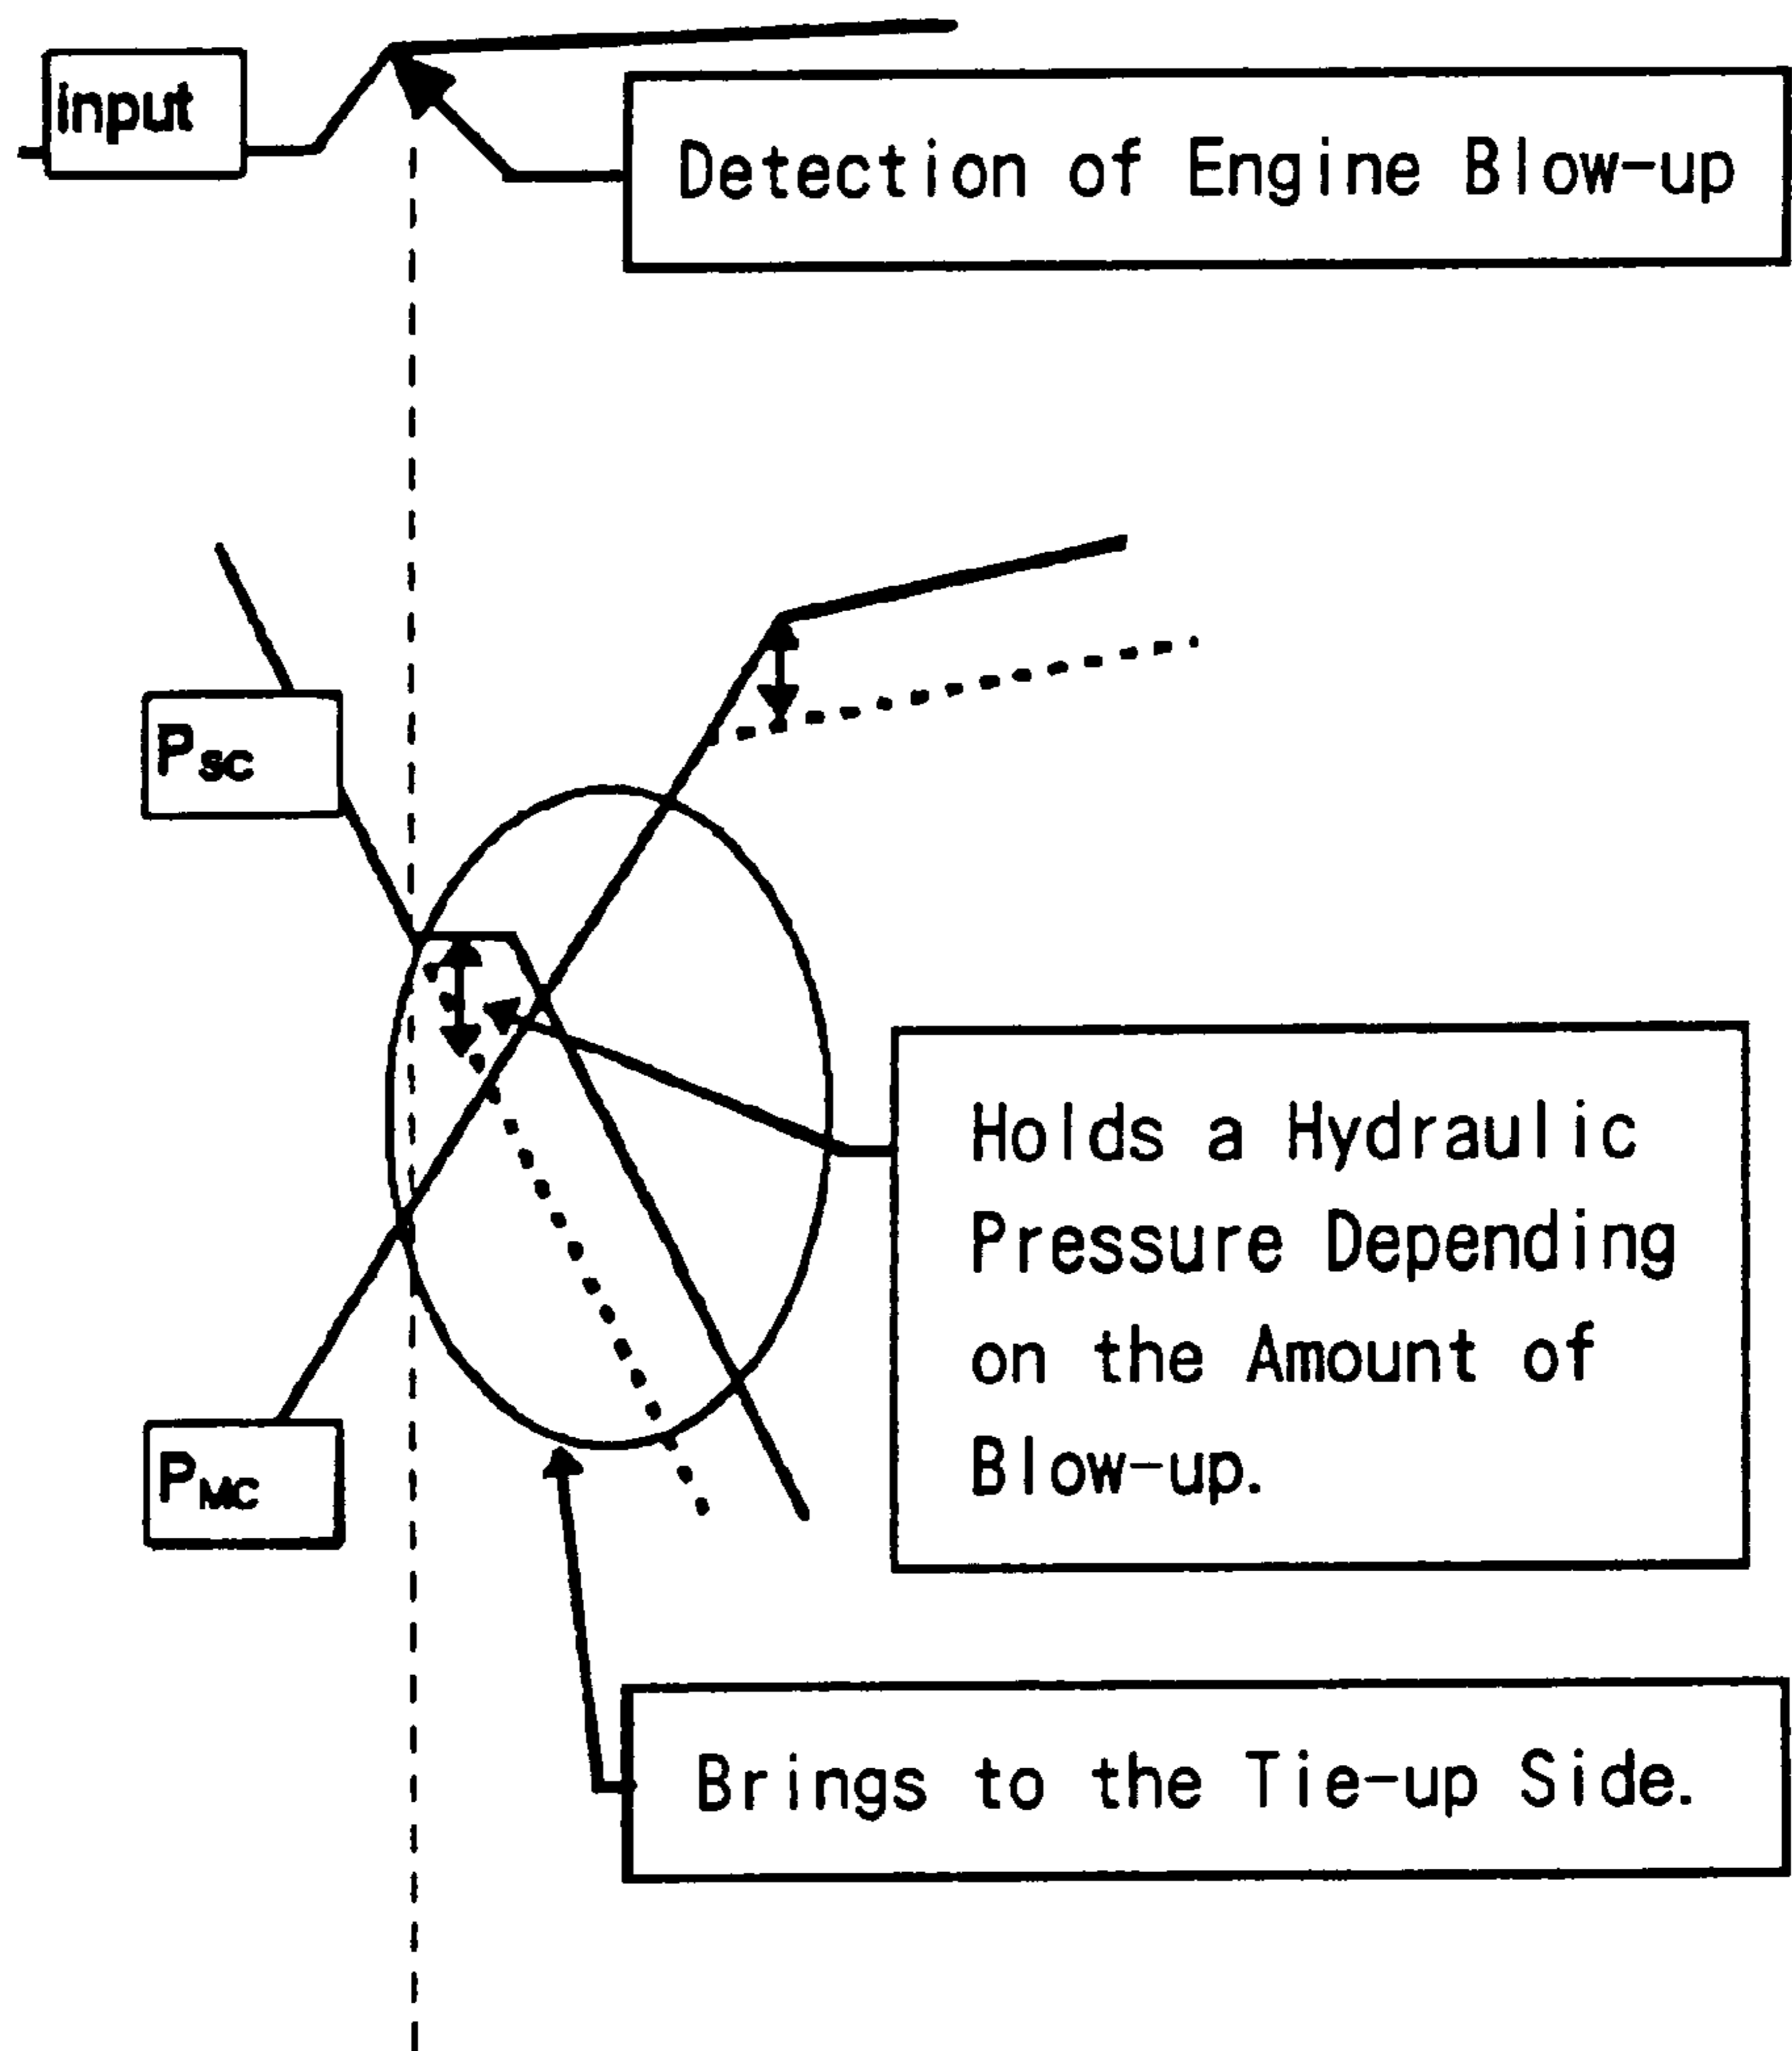 Input
Detection of Engine Blow-up
PSC
Holds a Hydraulic
Pressure Depending
on the Amount of
Blow-up.
PMC
Brings to the Tie-up Side.